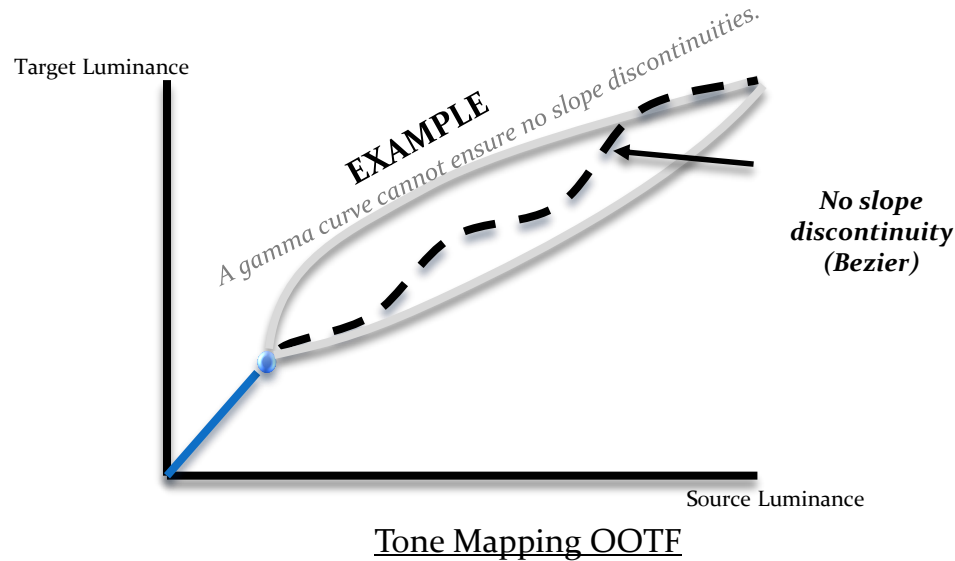 Target Luminance
EXAMPLE
A gamma curve cannot ensure no slope discontinuities.
No slope
discontinuity
(Bezier)
Source Luminance
Tone Mapping OOTF